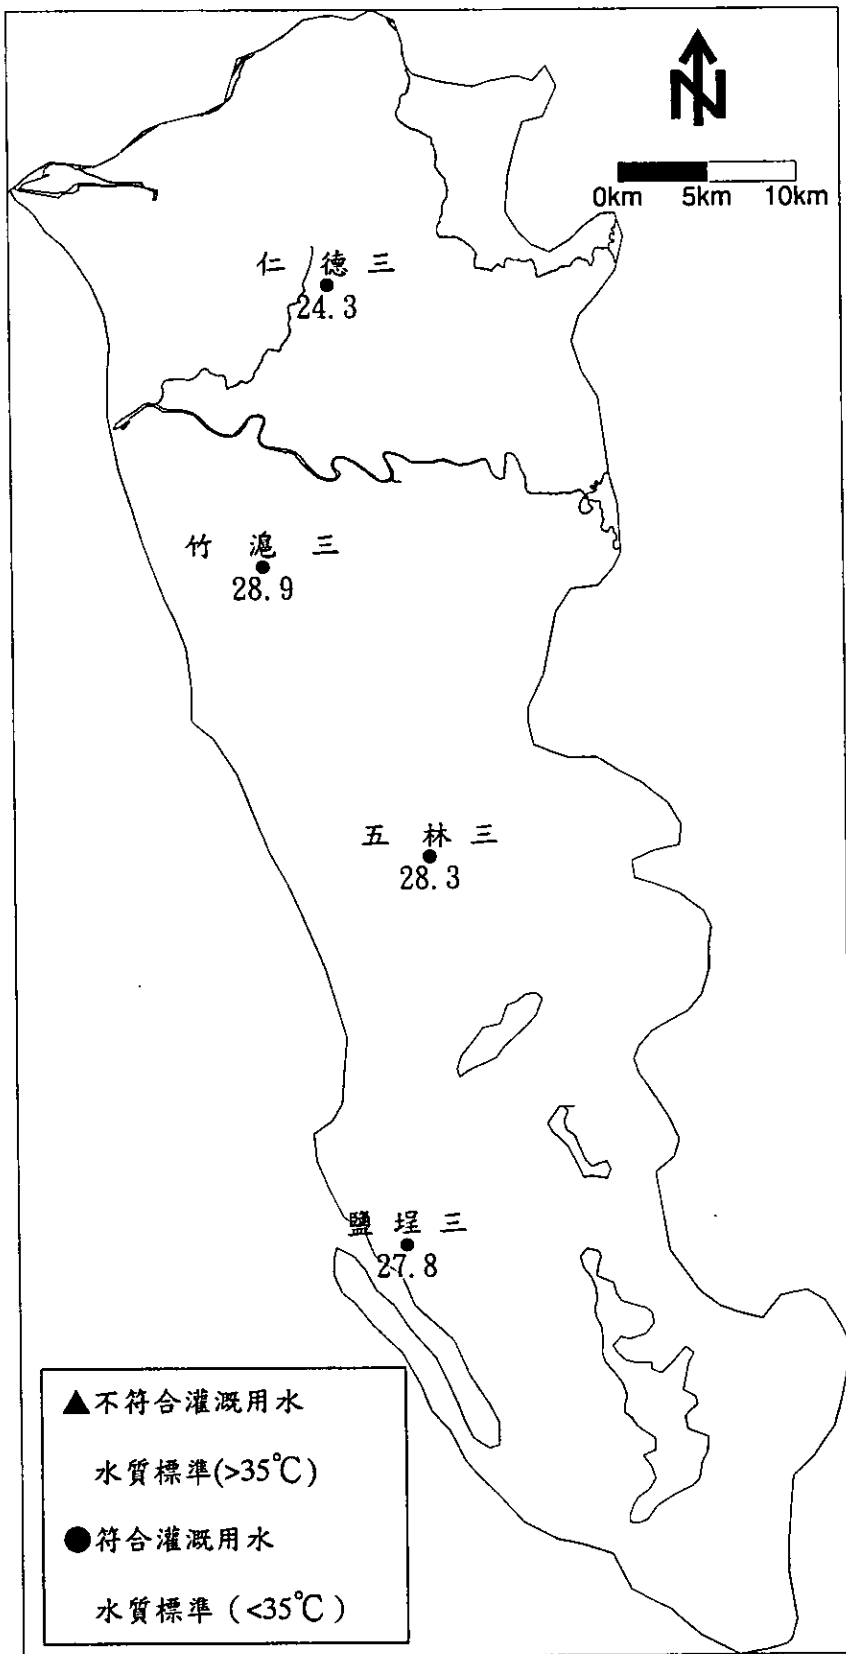 N
0km 5km 10km
仁德三
24.3
竹滬三
28.9
五林三
28.3
鹽埕三
27.8
▲不符合灌溉用水
水質標準(>35℃)
●符合灌溉用水
水質標準(<35℃)